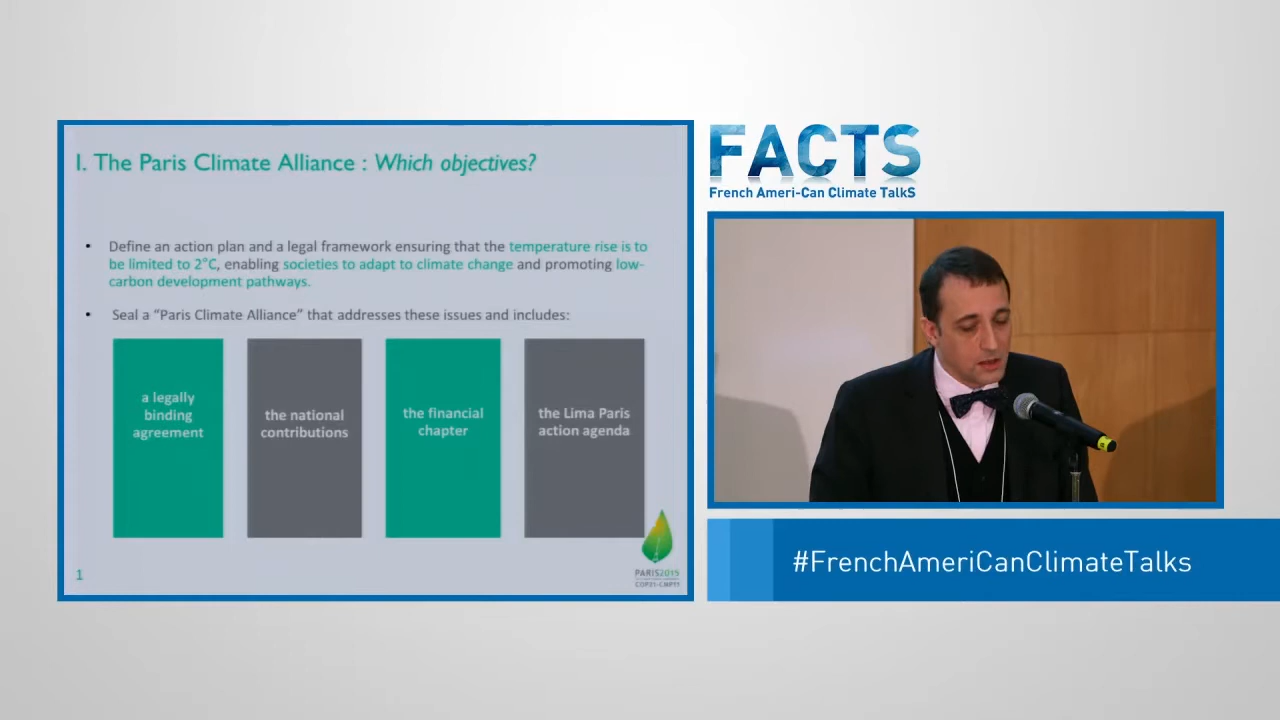 I. The Paris Climate Alliance : Which objectives?
• Define an action plan and a legal framework ensuring that the temperature rise is to
be limited to 2°C, enabling societies to adapt to climate change and promoting low-
carbon development pathways.
• Seal a “Paris Climate Alliance” that addresses these issues and includes:
a legally
binding
agreement
the national
contributions
the financial
chapter
the Lima Paris
action agenda
1
PARIS2015
COP21·CMP11
FACTS
French Ameri-Can Climate TalkS
#FrenchAmeriCanClimateTalks